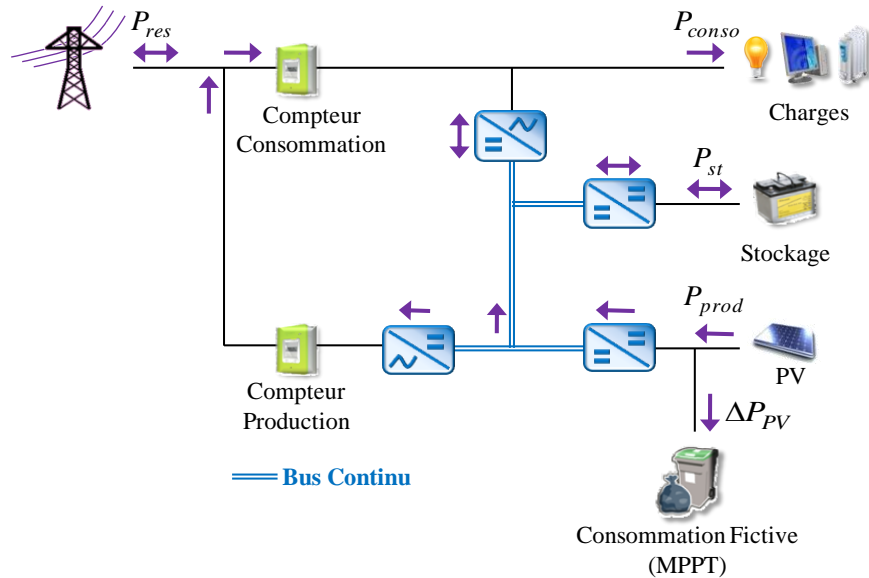 P_res
P_conso
Compteur
Consommation
Charges
P_st
Stockage
P_prod
PV
Compteur
Production
ΔP_PV
Bus Continu
Consommation Fictive
(MPPT)